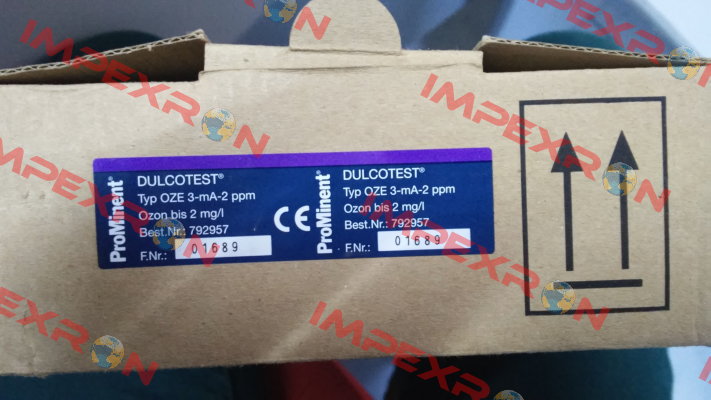 ProMinent®
DULCOTEST®
Typ OZE 3-mA-2 ppm
Ozon bis 2 mg/l
Best.Nr.: 792957
F.Nr.: 01689
CE
ProMinent®
DULCOTEST®
Typ OZE 3-mA-2 ppm
Ozon bis 2 mg/l
Best.Nr.: 792957
F.Nr.: 01689
IMPEXRON
IMPEXRON
IMPEXRON
IMPEXRON
IMPEXRON
IMPEXRON
IMPEXRON